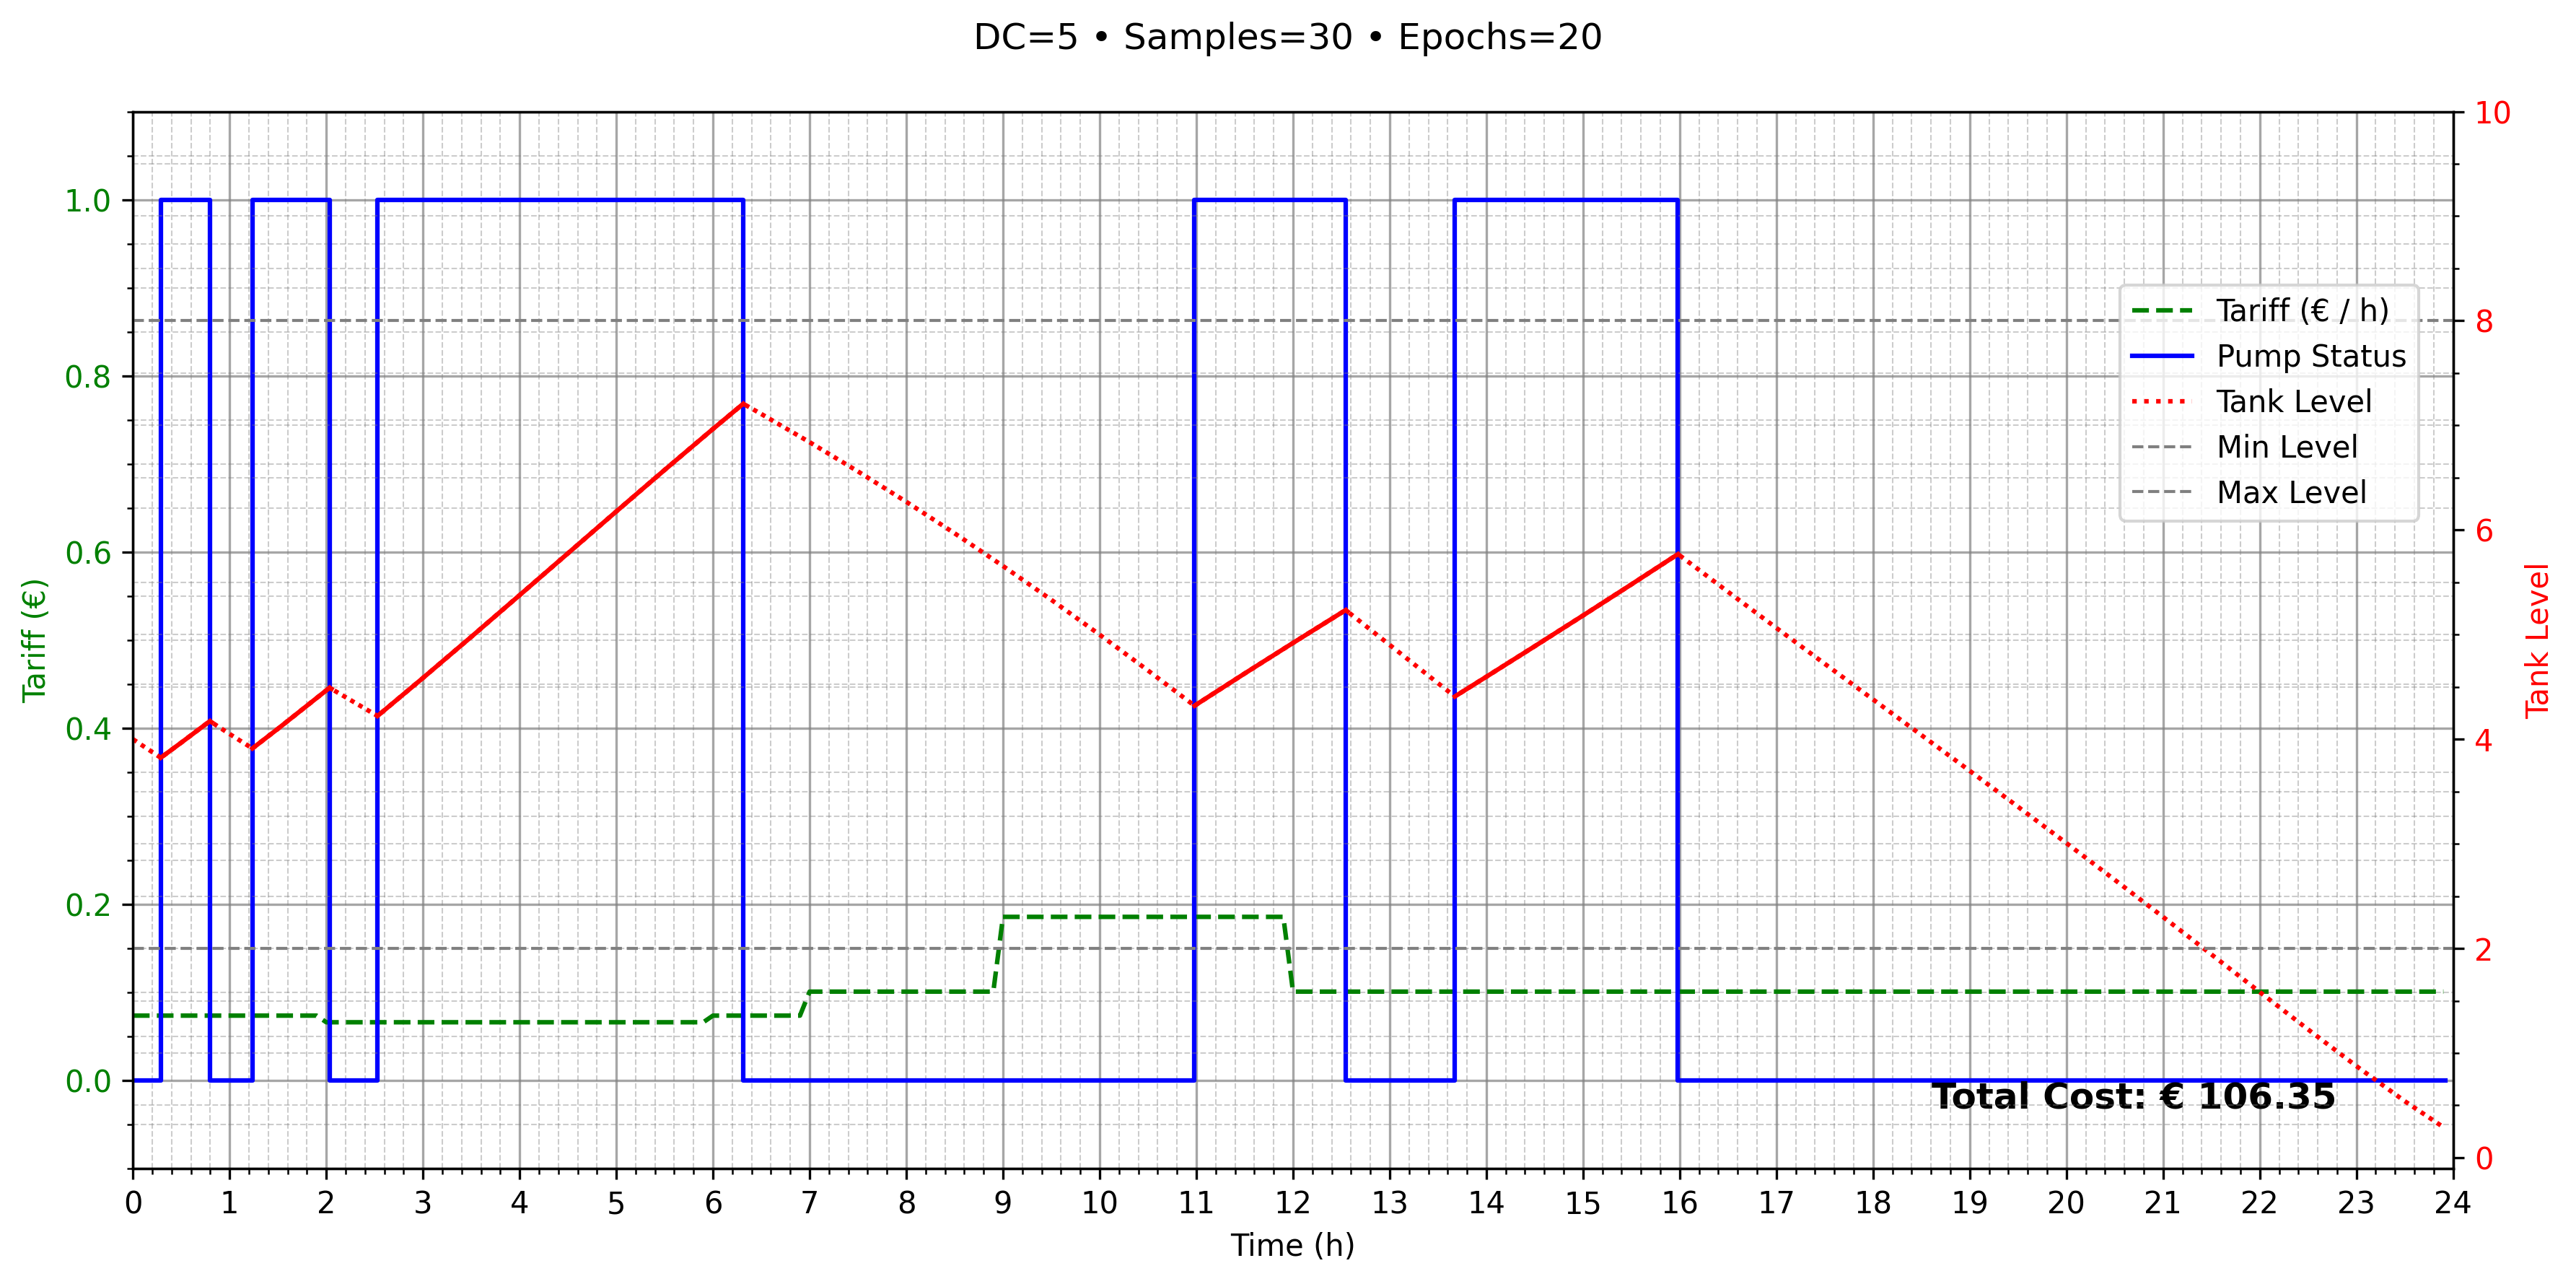 DC=5 • Samples=30 • Epochs=20
1.0
0.8
0.6
0.4
0.2
0.0
Tariff (€)
10
8
6
4
2
0
Tank Level
Tariff (€ / h)
Pump Status
Tank Level
Min Level
Max Level
Total Cost: € 106.35
0 1 2 3 4 5 6 7 8 9 10 11 12 13 14 15 16 17 18 19 20 21 22 23 24
Time (h)